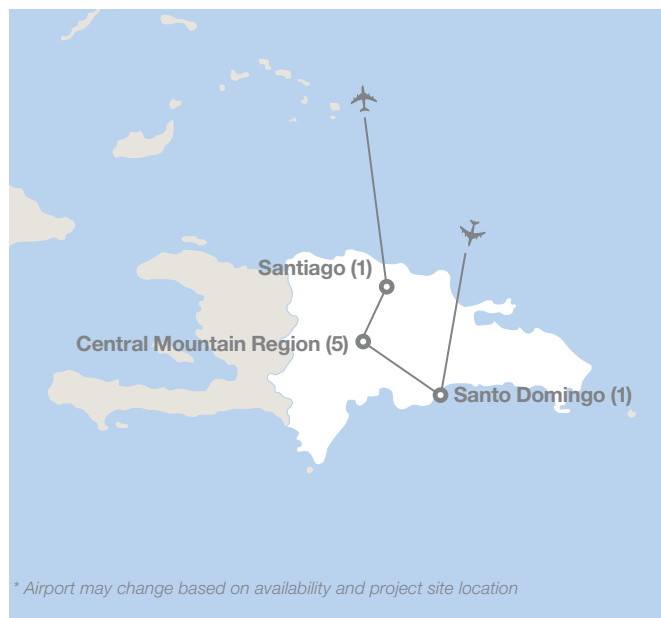 Santiago (1)
Central Mountain Region (5)
Santo Domingo (1)
* Airport may change based on availability and project site location